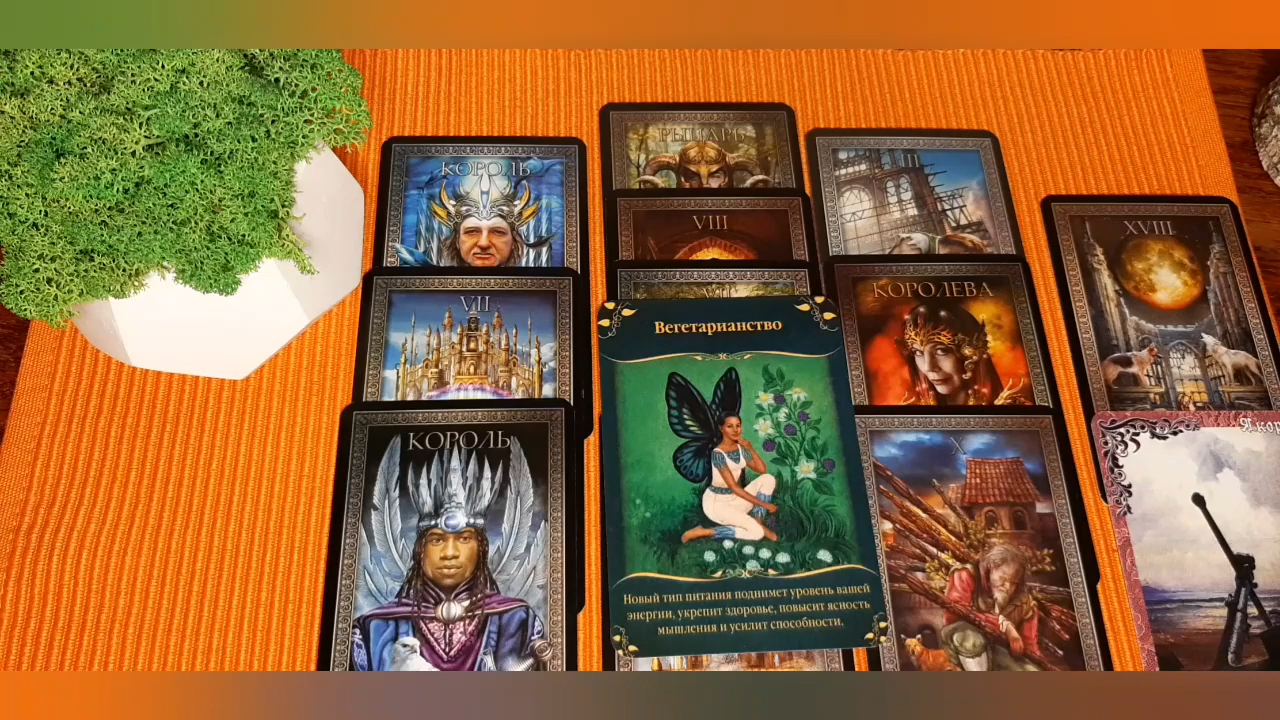 КОРОЛЬ
РЫЦАРЬ
VIII
VII
VII
КОРОЛЕВА
XVIII
Вегетарианство
КОРОЛЬ
X
Новый тип питания поднимет уровень вашей
энергии, укрепит здоровье, повысит ясность
мышления и усилит способности.